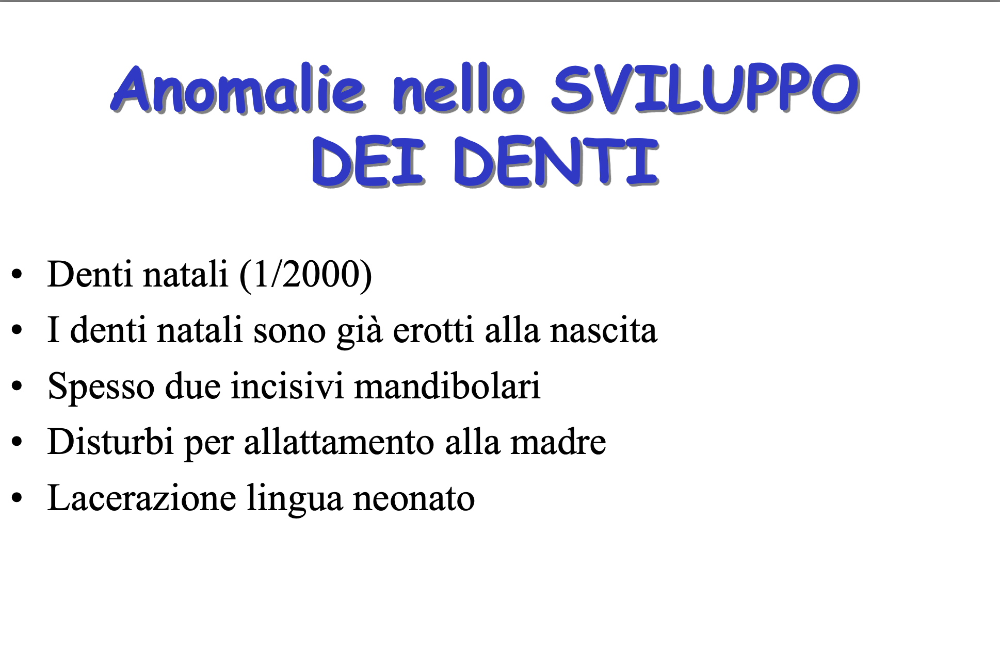 Anomalie nello SVILUPPO
DEI DENTI
• Denti natali (1/2000)
• I denti natali sono già erotti alla nascita
• Spesso due incisivi mandibolari
• Disturbi per allattamento alla madre
• Lacerazione lingua neonato